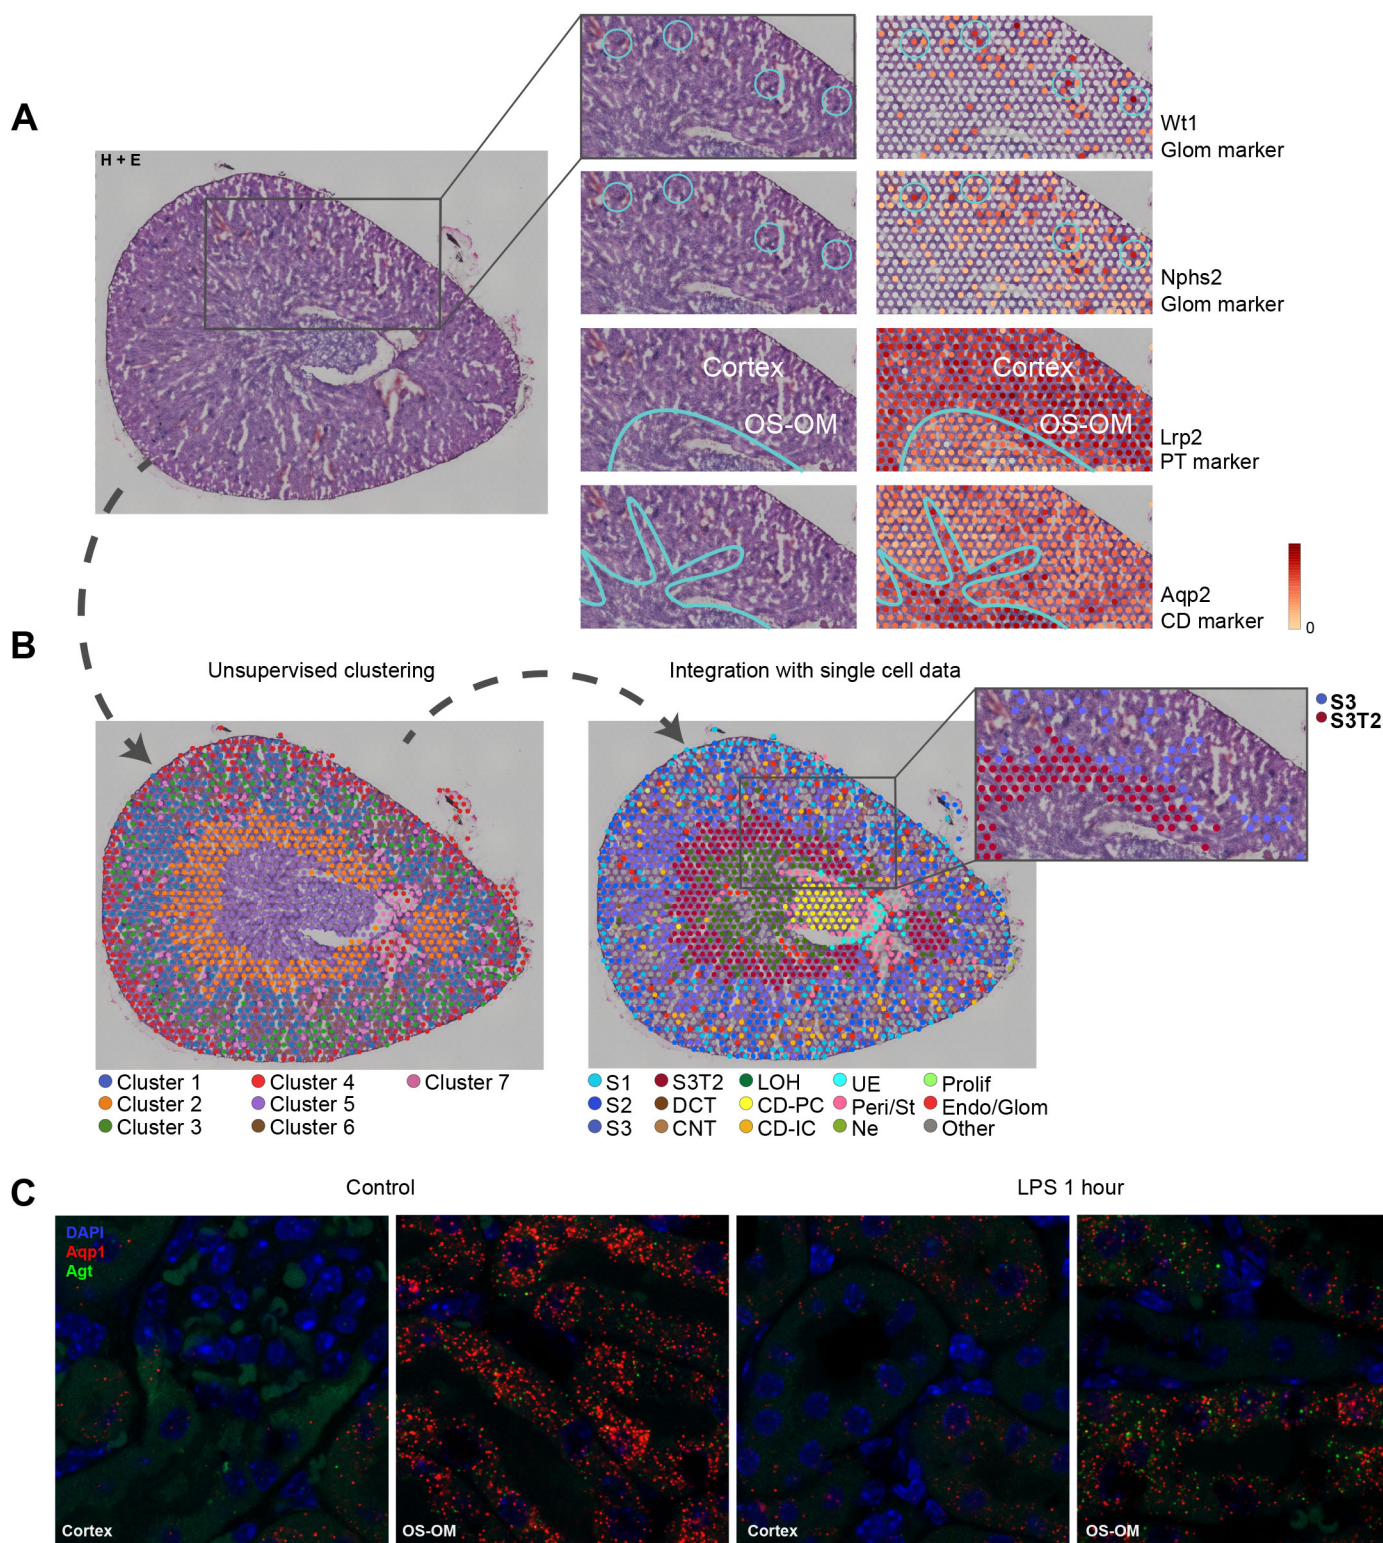 A
H + E
Wt1
Glom marker
Nphs2
Glom marker
Cortex
OS-OM
Cortex
OS-OM
Lrp2
PT marker
Aqp2
CD marker
0
B
Unsupervised clustering
Integration with single cell data
S3
S3T2
Cluster 1
Cluster 4
Cluster 7
Cluster 2
Cluster 5
Cluster 3
Cluster 6
S1
S3T2
LOH
UE
Prolif
S2
DCT
CD-PC
Peri/St
Endo/Glom
S3
CNT
CD-IC
Ne
Other
C
Control
LPS 1 hour
DAPI
Aqp1
Agt
Cortex
OS-OM
Cortex
OS-OM